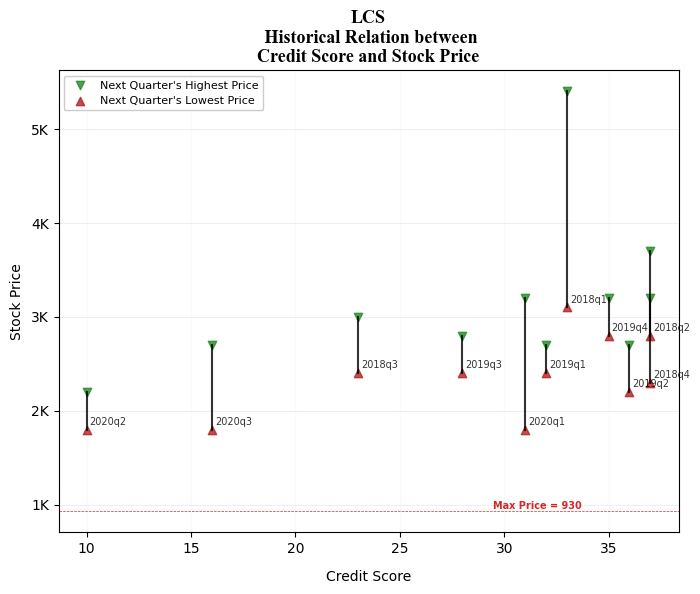 LCS
Historical Relation between
Credit Score and Stock Price
Next Quarter's Highest Price
Next Quarter's Lowest Price
5K
4K
3K
2K
1K
Stock Price
2018q1
2019q4
2018q2
2018q3
2019q3
2019q1
2018q4
2019q2
2020q2
2020q3
2020q1
Max Price = 930
10
15
20
25
30
35
Credit Score